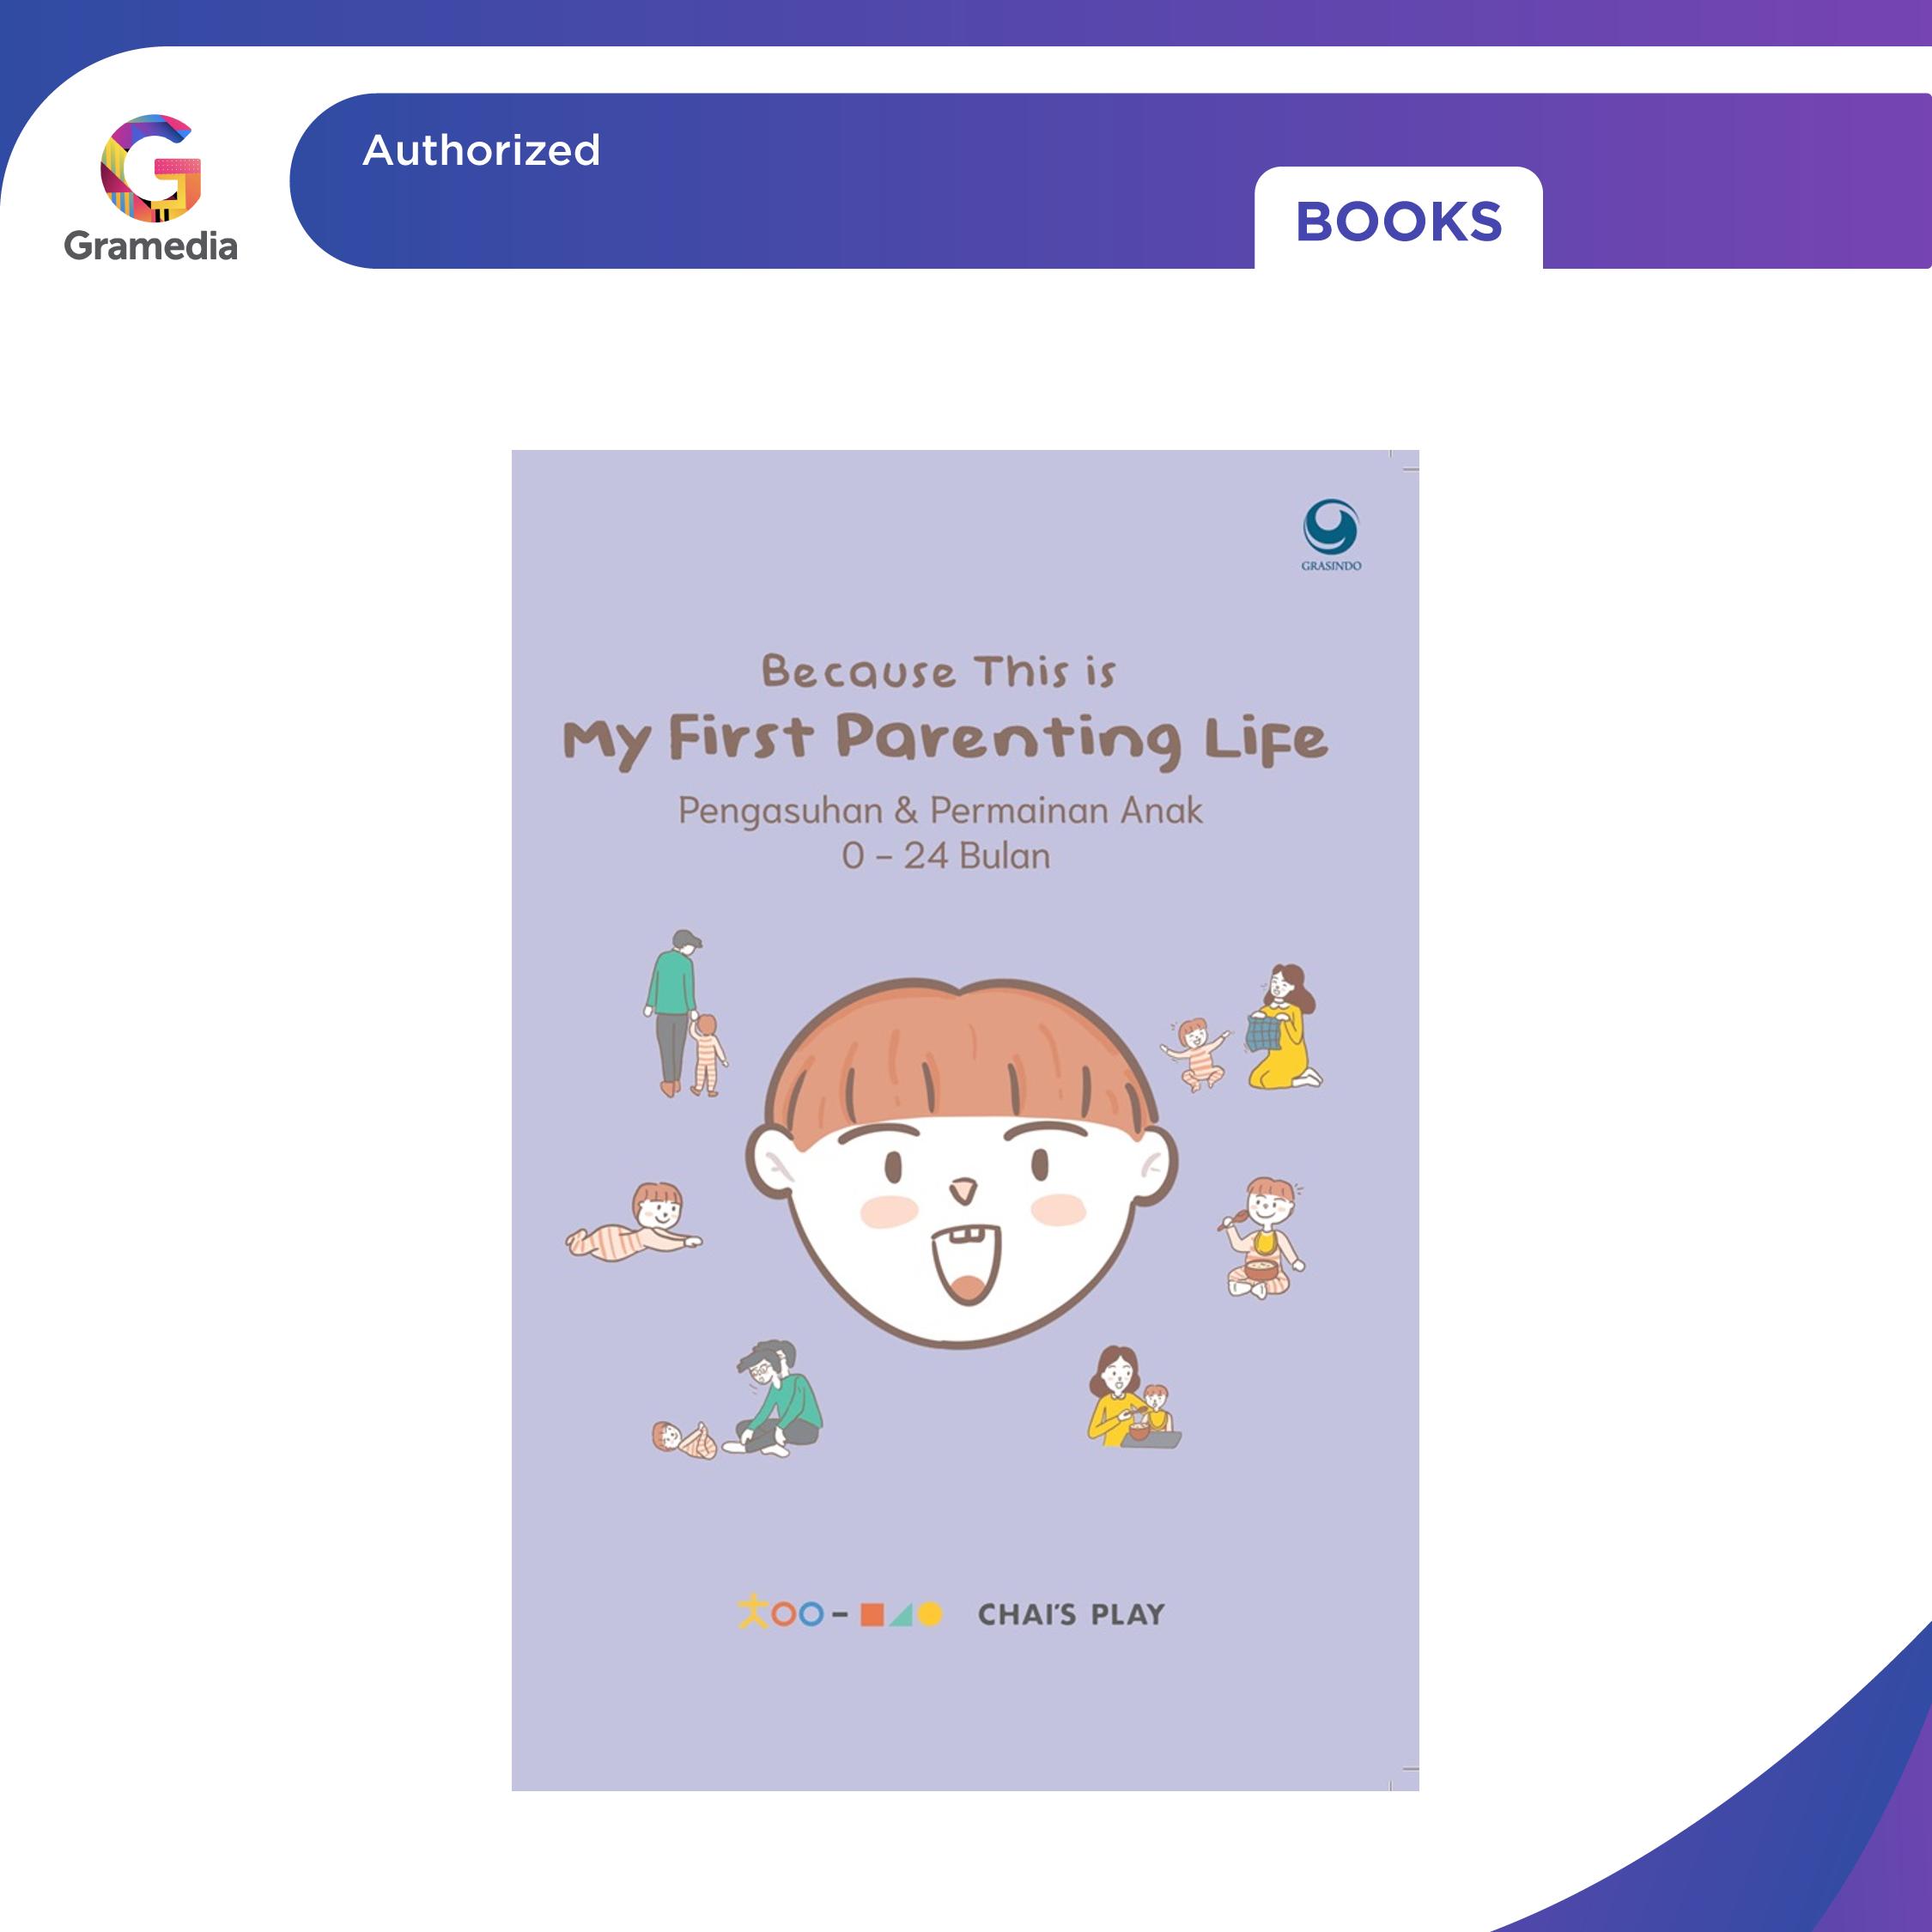 Gramedia
Authorized
BOOKS
GRASINDO
Because This is
My First Parenting Life
Pengasuhan & Permainan Anak
0 – 24 Bulan
CHAI'S PLAY